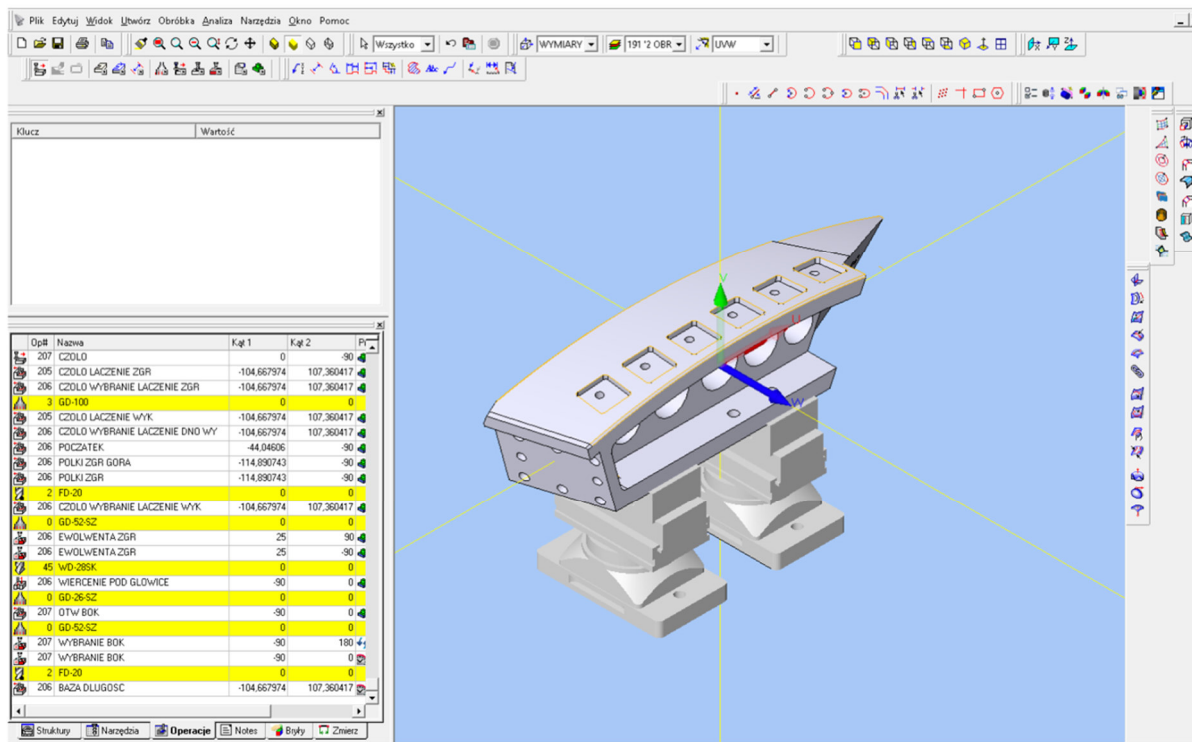 Plik Edytuj Widok Utwórz Obróbka Analiza Narzędzia Okno Pomoc
Wszystko WYMIARY 191 '2 OBR UVW
Klucz Wartość
Op# Nazwa Kąt 1 Kąt 2
207 CZOLO 0 -90
205 CZOLO LACZENIE ZGR -104,667974 107,360417
206 CZOLO WYBRANIE LACZENIE ZGR -104,667974 107,360417
3 GD-100 0 0
205 CZOLO LACZENIE WYK -104,667974 107,360417
206 CZOLO WYBRANIE LACZENIE DNO WY -104,667974 107,360417
206 POCZATEK -44,04606 -90
206 POLKI ZGR GORA -114,890743 -90
206 POLKI ZGR -114,890743 -90
2 FD-20 0 0
206 CZOLO WYBRANIE LACZENIE WYK -104,667974 107,360417
0 GD-52-SZ 0 0
206 EWOLWENTA ZGR 25 90
206 EWOLWENTA ZGR 25 -90
45 WD-28SK 0 0
206 WIERCENIE POD GLOWICE -90 0
0 GD-26-SZ 0 0
207 OTW BOK -90 0
0 GD-52-SZ 0 0
207 WYBRANIE BOK -90 180
207 WYBRANIE BOK -90 0
2 FD-20 0 0
206 BAZA DLUGOSC -104,667974 107,360417
Struktury Narzędzia Operacje Notes Bryły Zmierz
V
U
W